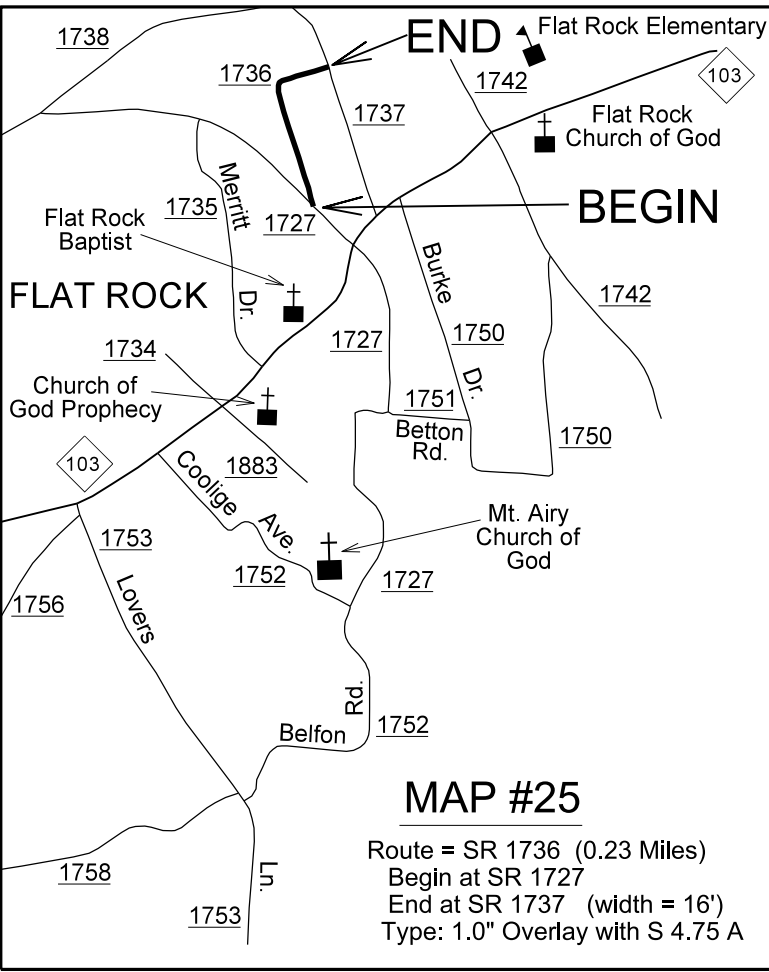 1738
END
Flat Rock Elementary
1736
1742
103
1737
Flat Rock
Church of God
Merritt
1735
1727
BEGIN
Flat Rock
Baptist
Burke
FLAT ROCK
Dr.
1742
1727
1750
1734
Dr.
Church of
God Prophecy
1751
Betton
Rd.
1750
103
1883
Coolige
Ave.
Mt. Airy
Church of
God
1753
1752
1727
1756
Lovers
Rd.
Belfon
1752
MAP #25
Route = SR 1736 (0.23 Miles)
Begin at SR 1727
End at SR 1737 (width = 16')
Type: 1.0" Overlay with S 4.75 A
1758
Ln.
1753